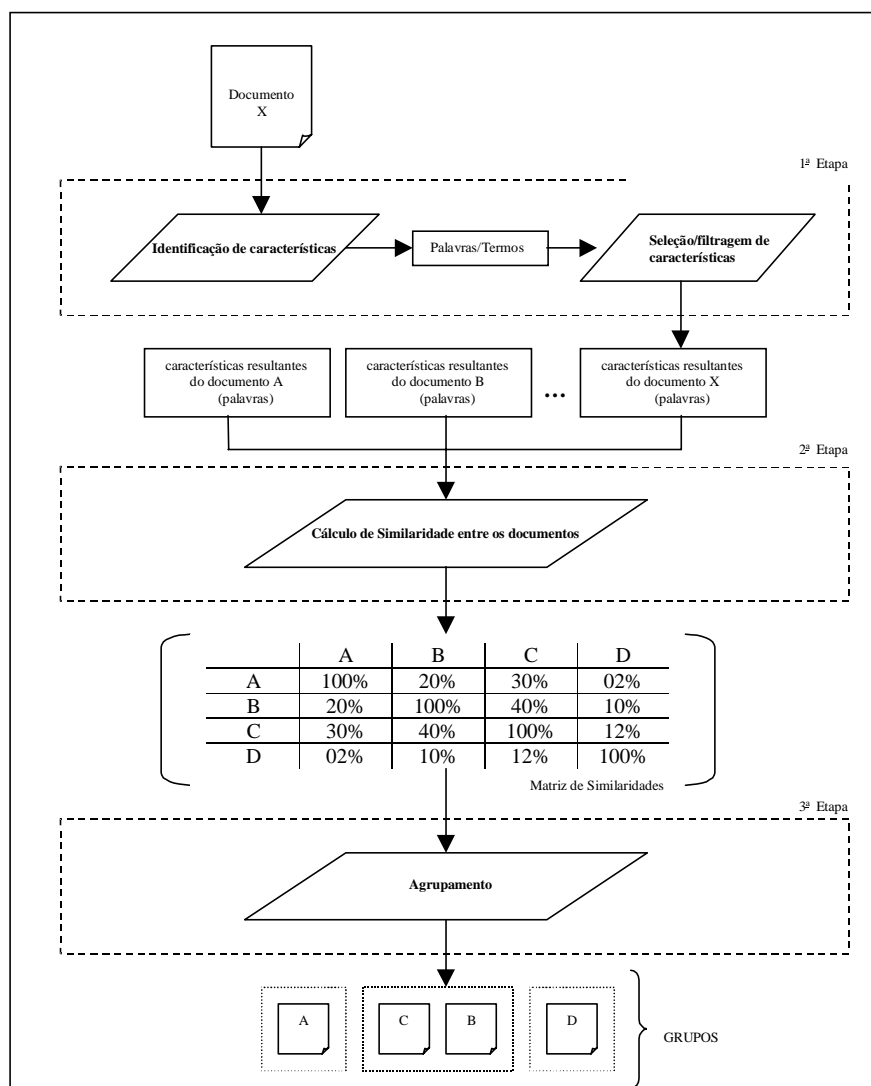 Documento
X
1ª Etapa
Identificação de características
Palavras/Termos
Seleção/filtragem de
características
características resultantes
do documento A
(palavras)
características resultantes
do documento B
(palavras)
...
características resultantes
do documento X
(palavras)
2ª Etapa
Cálculo de Similaridade entre os documentos
A B C D
A 100% 20% 30% 02%
B 20% 100% 40% 10%
C 30% 40% 100% 12%
D 02% 10% 12% 100%
Matriz de Similaridades
3ª Etapa
Agrupamento
A C B D
GRUPOS